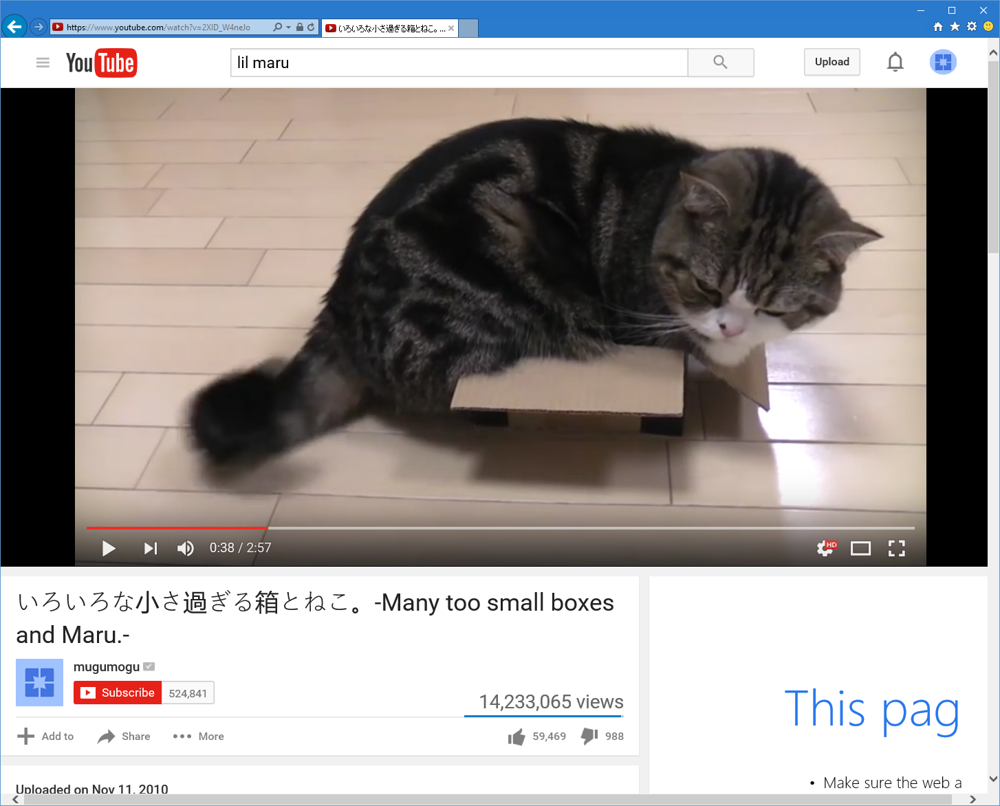 https://www.youtube.com/watch?v=2XID_W4neJo
いろいろな小さ過ぎる箱とねこ。...
YouTube
lil maru
Upload
0:38 / 2:57
HD
いろいろな小さ過ぎる箱とねこ。-Many too small boxes
and Maru.-
mugumogu
Subscribe 524,841
14,233,065 views
Add to
Share
More
59,469
988
Uploaded on Nov 11, 2010
This pag
• Make sure the web a